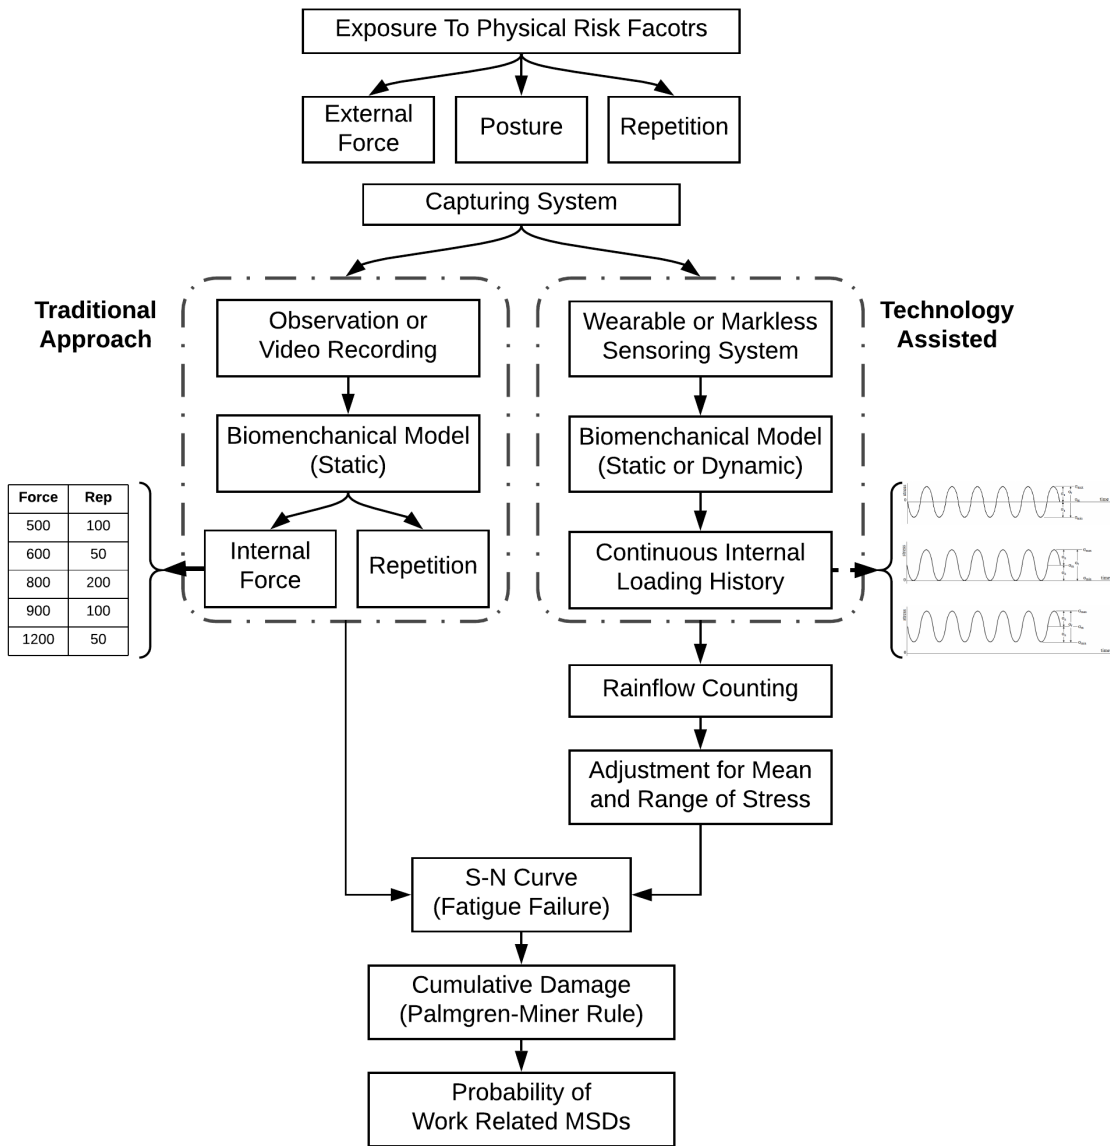 Exposure To Physical Risk Facotrs
External
Force
Posture
Repetition
Capturing System
Traditional
Approach
Observation or
Video Recording
Biomenchanical Model
(Static)
Internal
Force
Repetition
Force Rep
500 100
600 50
800 200
900 100
1200 50
Technology
Assisted
Wearable or Markless
Sensoring System
Biomenchanical Model
(Static or Dynamic)
Continuous Internal
Loading History
Rainflow Counting
Adjustment for Mean
and Range of Stress
S-N Curve
(Fatigue Failure)
Cumulative Damage
(Palmgren-Miner Rule)
Probability of
Work Related MSDs